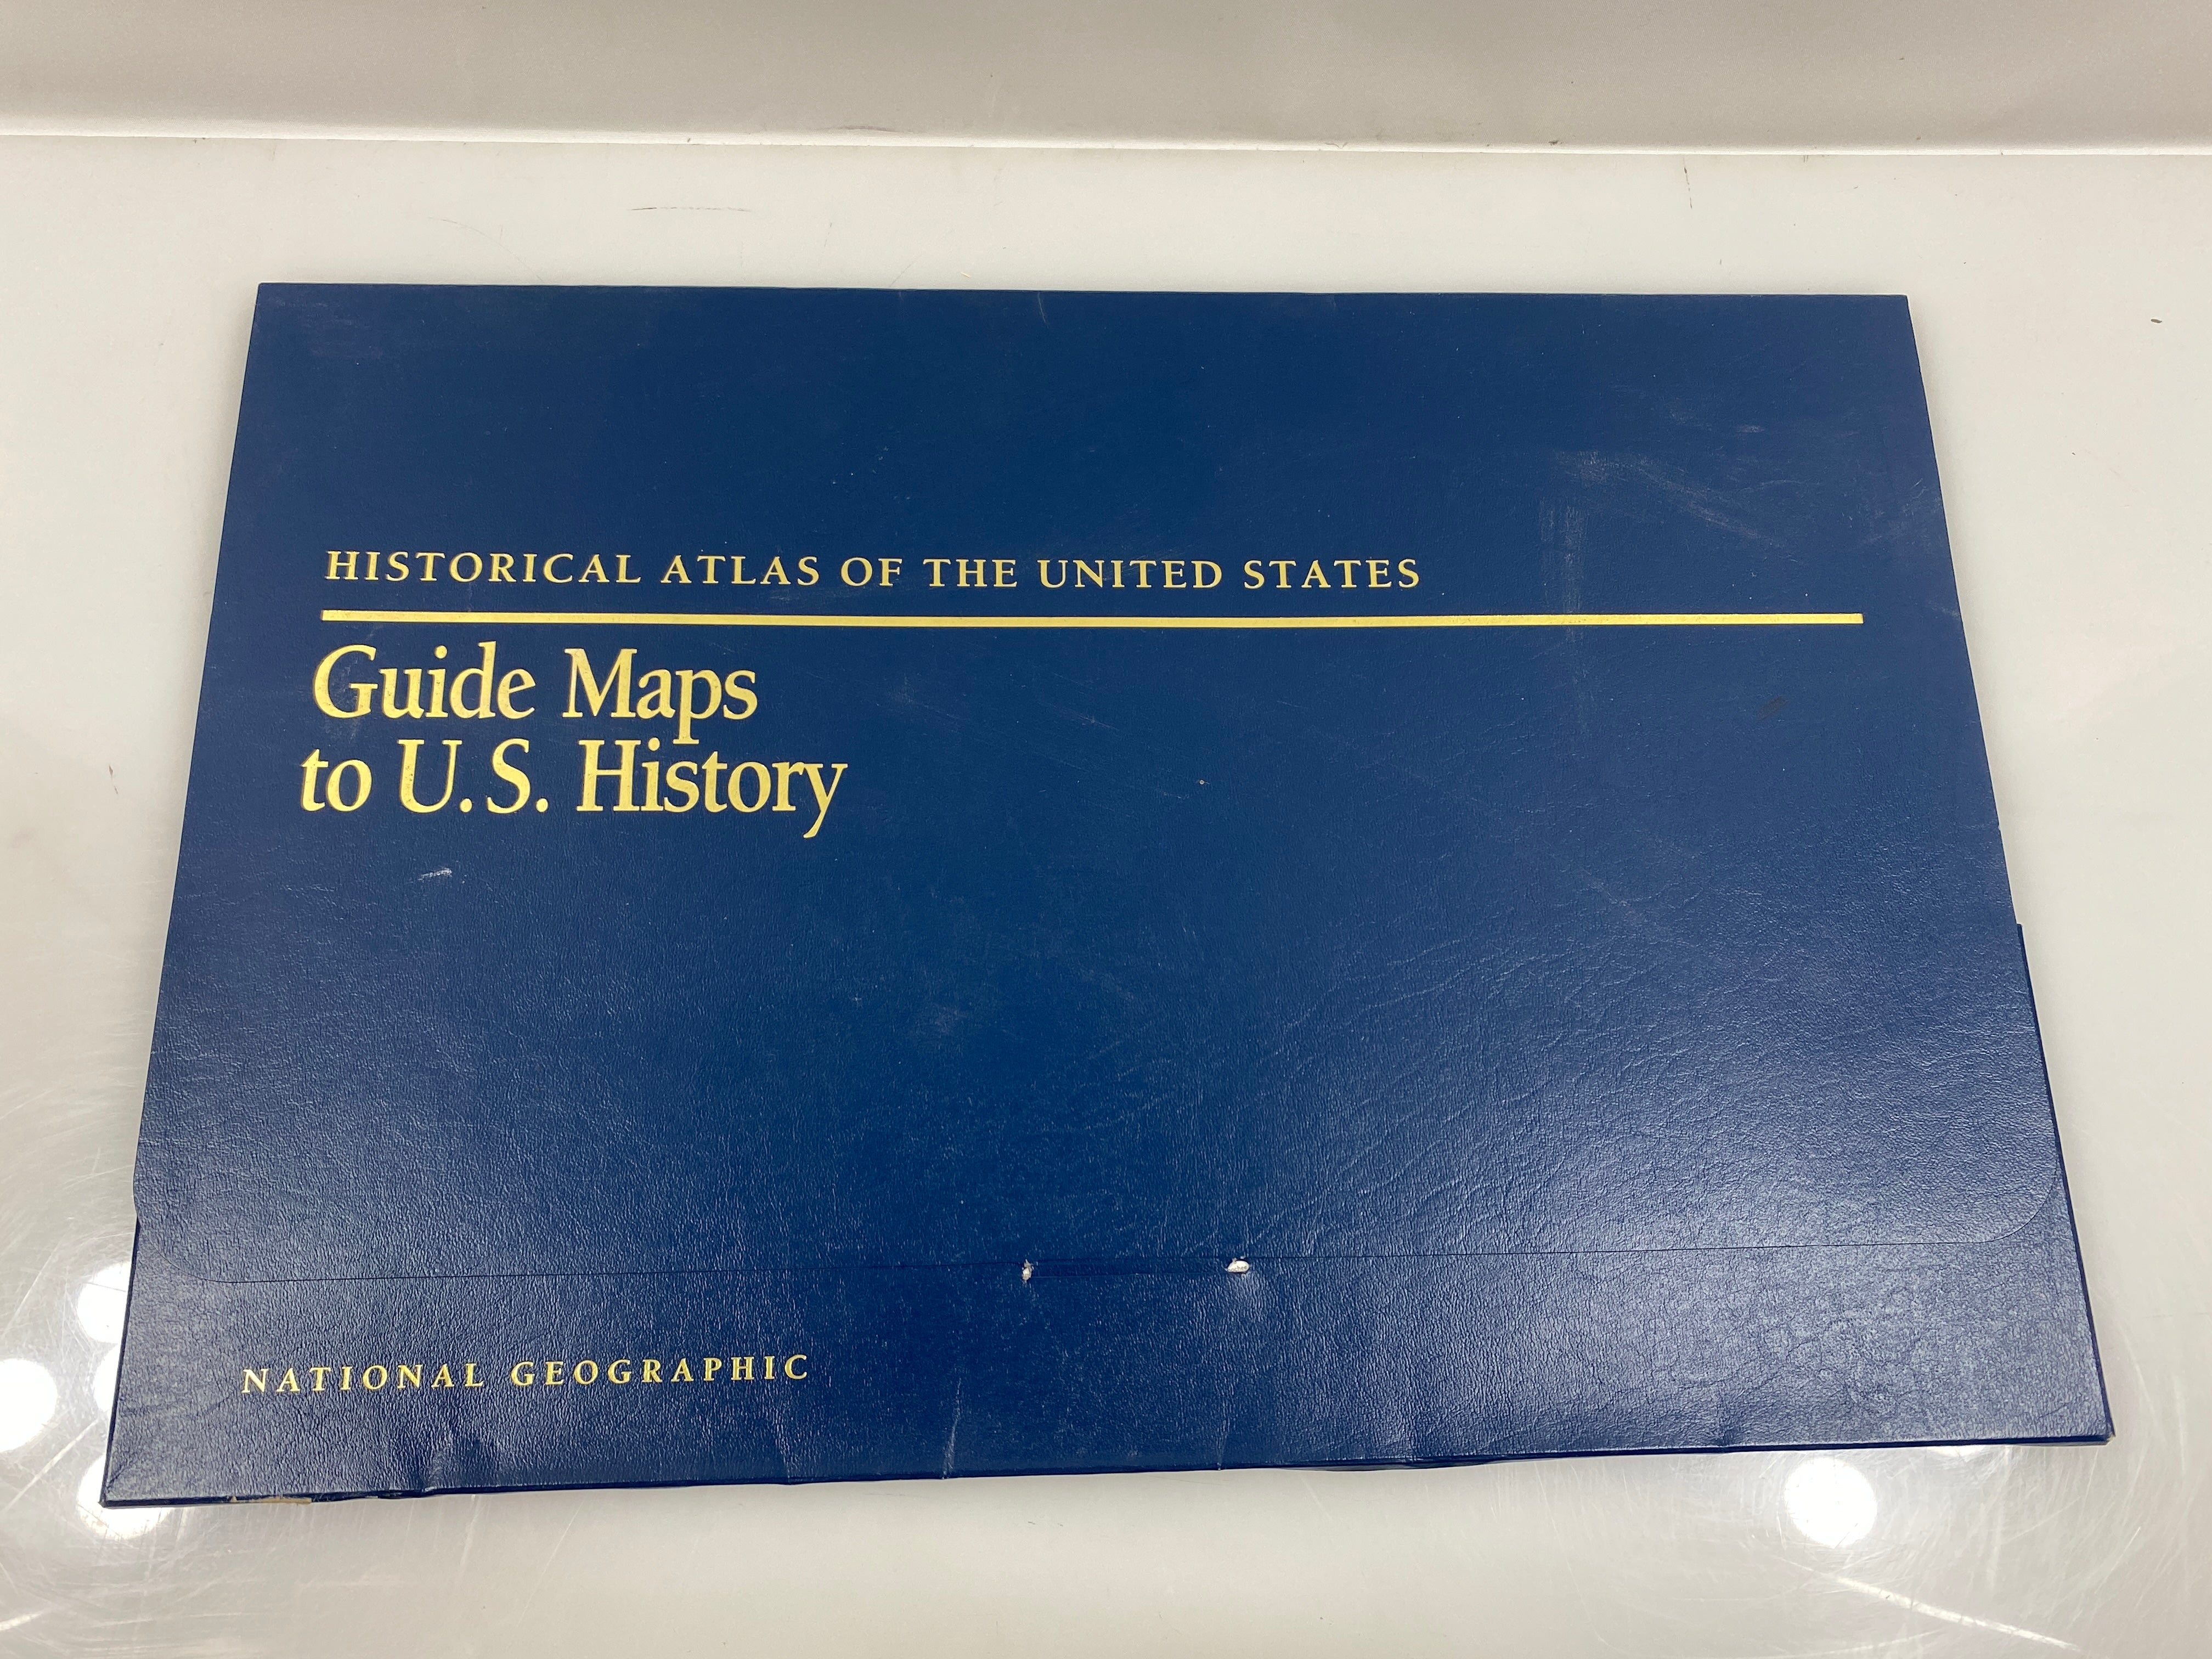 HISTORICAL ATLAS OF THE UNITED STATES
Guide Maps
to U.S. History
NATIONAL GEOGRAPHIC